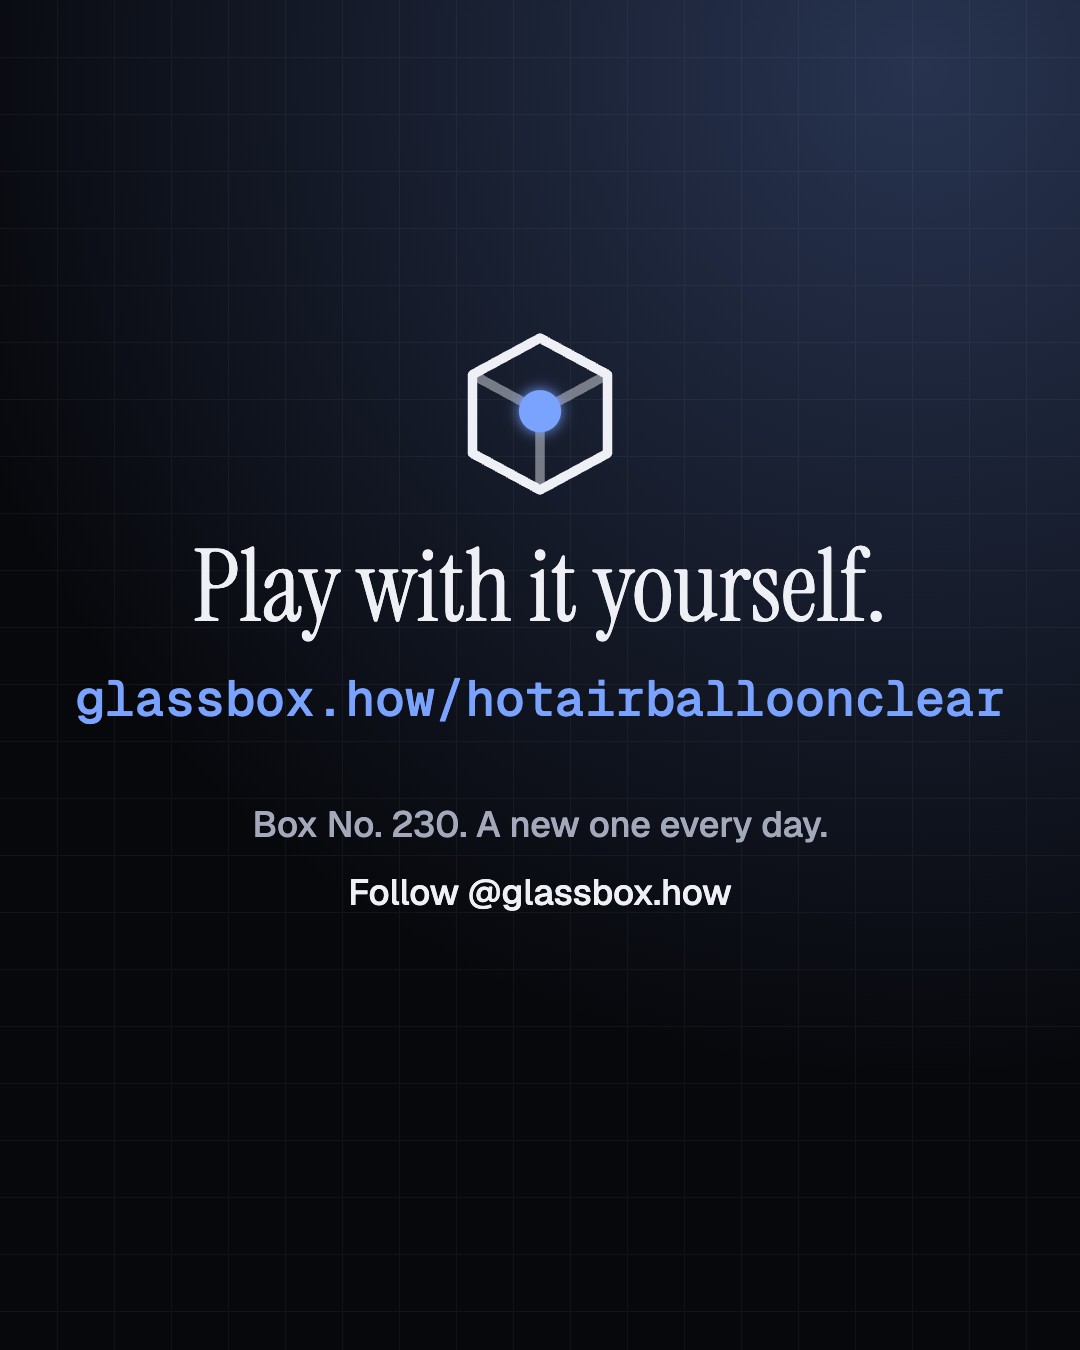 Play with it yourself.
glassbox.how/hotairballoonclear
Box No. 230. A new one every day.
Follow @glassbox.how